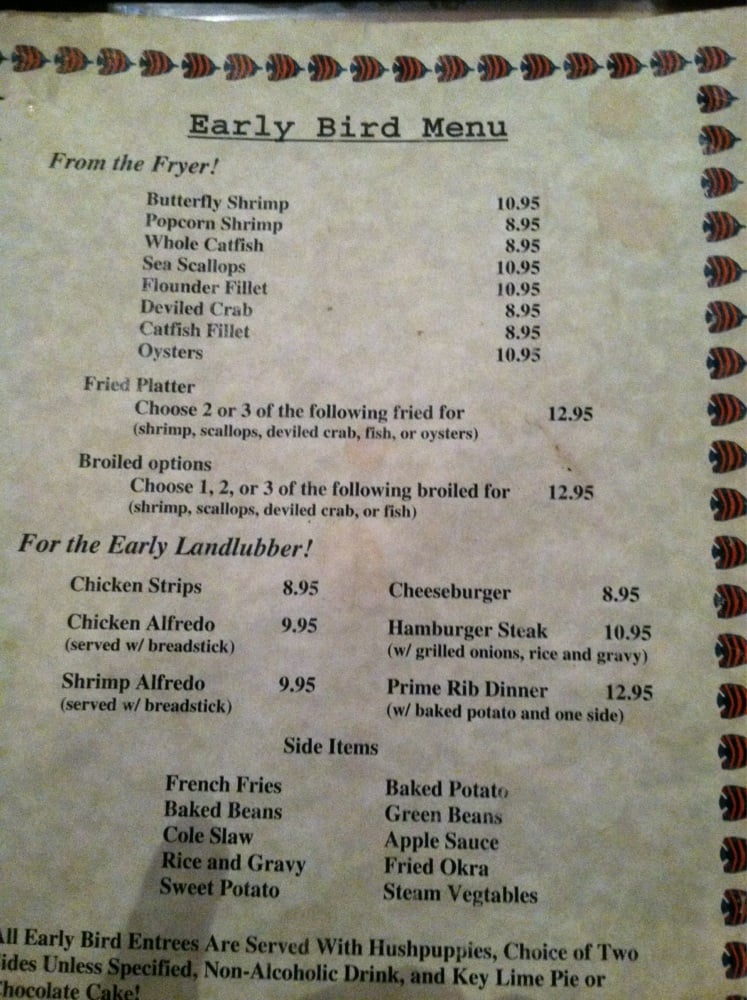 Early Bird Menu
From the Fryer!
Butterfly Shrimp 10.95
Popcorn Shrimp 8.95
Whole Catfish 8.95
Sea Scallops 10.95
Flounder Fillet 10.95
Deviled Crab 8.95
Catfish Fillet 8.95
Oysters 10.95
Fried Platter
Choose 2 or 3 of the following fried for 12.95
(shrimp, scallops, deviled crab, fish, or oysters)
Broiled options
Choose 1, 2, or 3 of the following broiled for 12.95
(shrimp, scallops, deviled crab, or fish)
For the Early Landlubber!
Chicken Strips 8.95 Cheeseburger 8.95
Chicken Alfredo 9.95 Hamburger Steak 10.95
(served w/ breadstick) (w/ grilled onions, rice and gravy)
Shrimp Alfredo 9.95 Prime Rib Dinner 12.95
(served w/ breadstick) (w/ baked potato and one side)
Side Items
French Fries Baked Potato
Baked Beans Green Beans
Cole Slaw Apple Sauce
Rice and Gravy Fried Okra
Sweet Potato Steam Vegtables
All Early Bird Entrees Are Served With Hushpuppies, Choice of Two
Sides Unless Specified, Non-Alcoholic Drink, and Key Lime Pie or
Chocolate Cake!